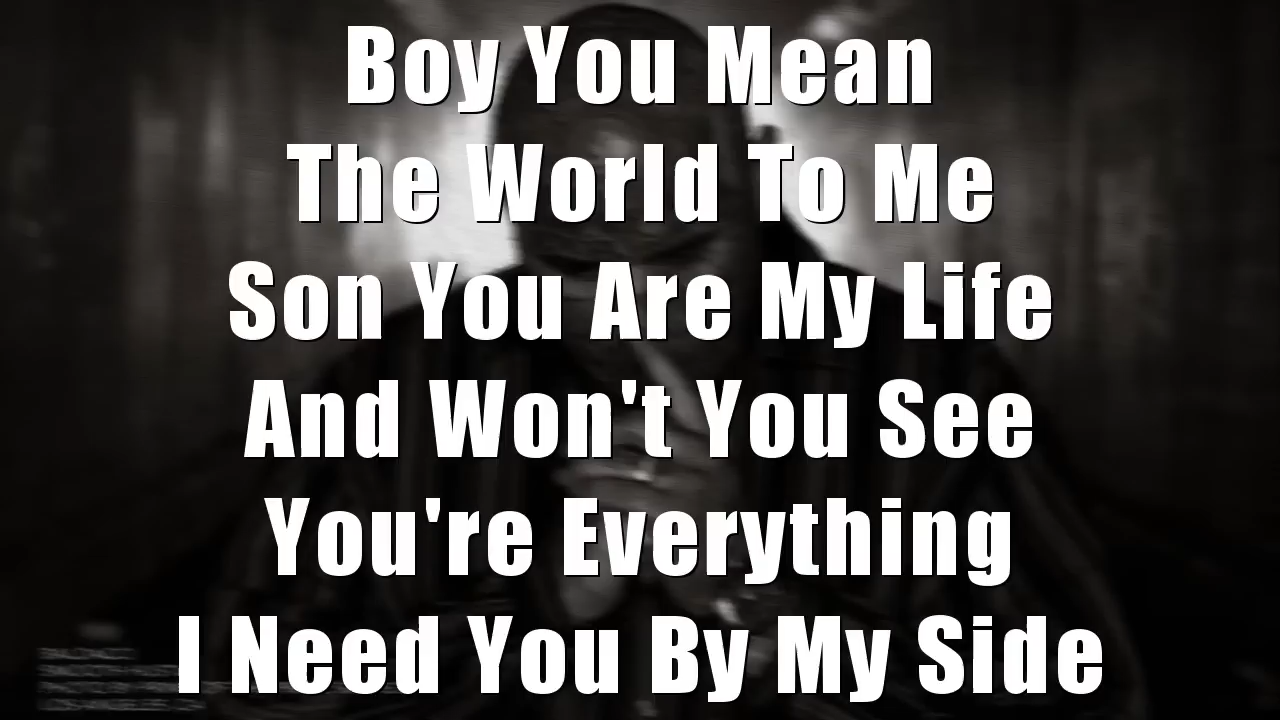 Boy You Mean
The World To Me
Son You Are My Life
And Won't You See
You're Everything
I Need You By My Side